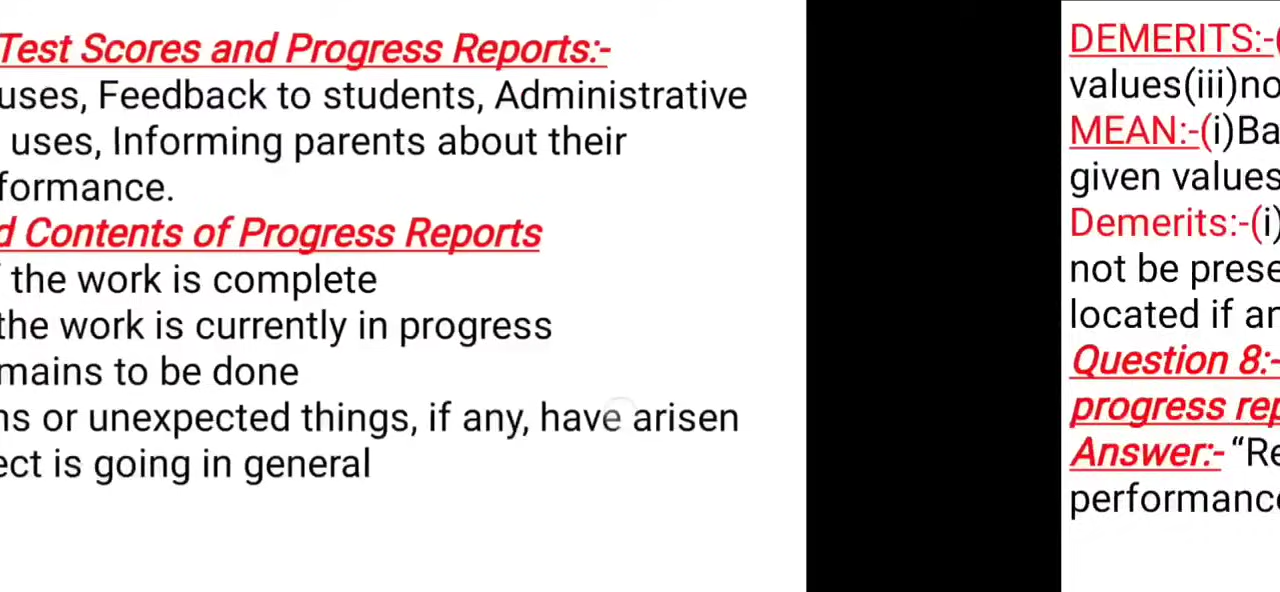 Test Scores and Progress Reports:-
uses, Feedback to students, Administrative
uses, Informing parents about their
formance.
d Contents of Progress Reports
the work is complete
the work is currently in progress
mains to be done
ns or unexpected things, if any, have arisen
ect is going in general
DEMERITS:-(
values(iii)no
MEAN:-(i)Ba
given values
Demerits:-(i)
not be prese
located if an
Question 8:-
progress rep
Answer:- “Re
performance